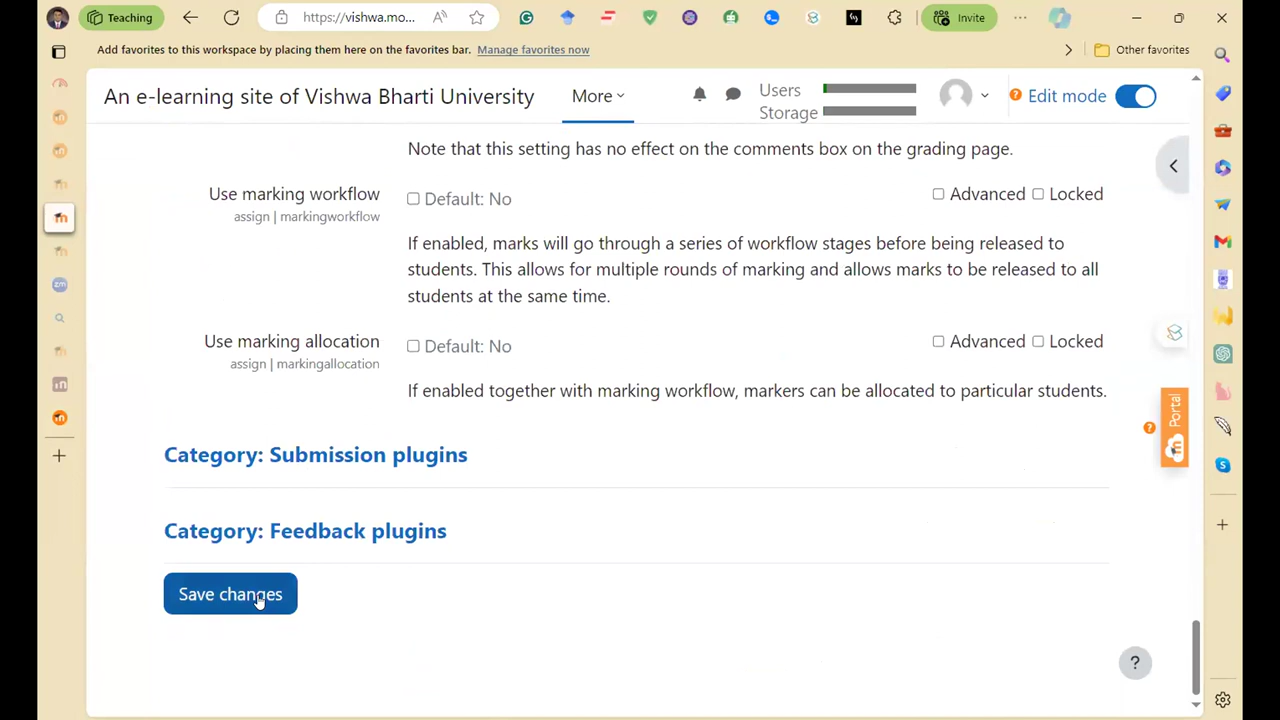 Teaching
https://vishwa.mo...
Invite
Add favorites to this workspace by placing them here on the favorites bar. Manage favorites now
Other favorites
An e-learning site of Vishwa Bharti University
More
Users
Storage
Edit mode
Note that this setting has no effect on the comments box on the grading page.
Use marking workflow
assign | markingworkflow
Default: No
Advanced
Locked
If enabled, marks will go through a series of workflow stages before being released to
students. This allows for multiple rounds of marking and allows marks to be released to all
students at the same time.
Use marking allocation
assign | markingallocation
Default: No
Advanced
Locked
If enabled together with marking workflow, markers can be allocated to particular students.
Portal
Category: Submission plugins
Category: Feedback plugins
Save changes
?